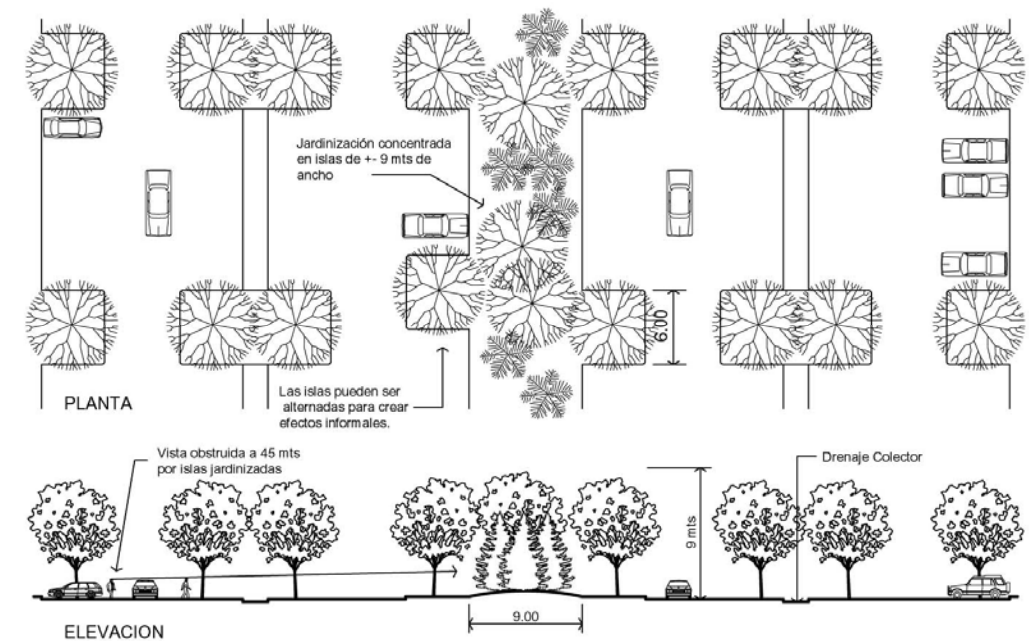 Jardinización concentrada
en islas de +- 9 mts de
ancho
6.00
Las islas pueden ser
alternadas para crear
efectos informales.
PLANTA
Vista obstruida a 45 mts
por islas jardinizadas
Drenaje Colector
9 mts
9.00
ELEVACION